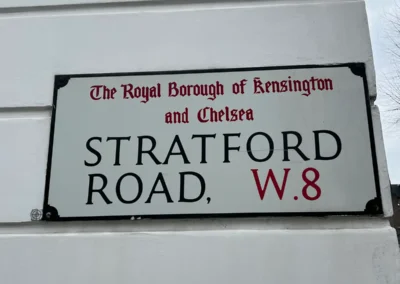 The Royal Borough of Kensington
and Chelsea
STRATFORD
ROAD, W.8